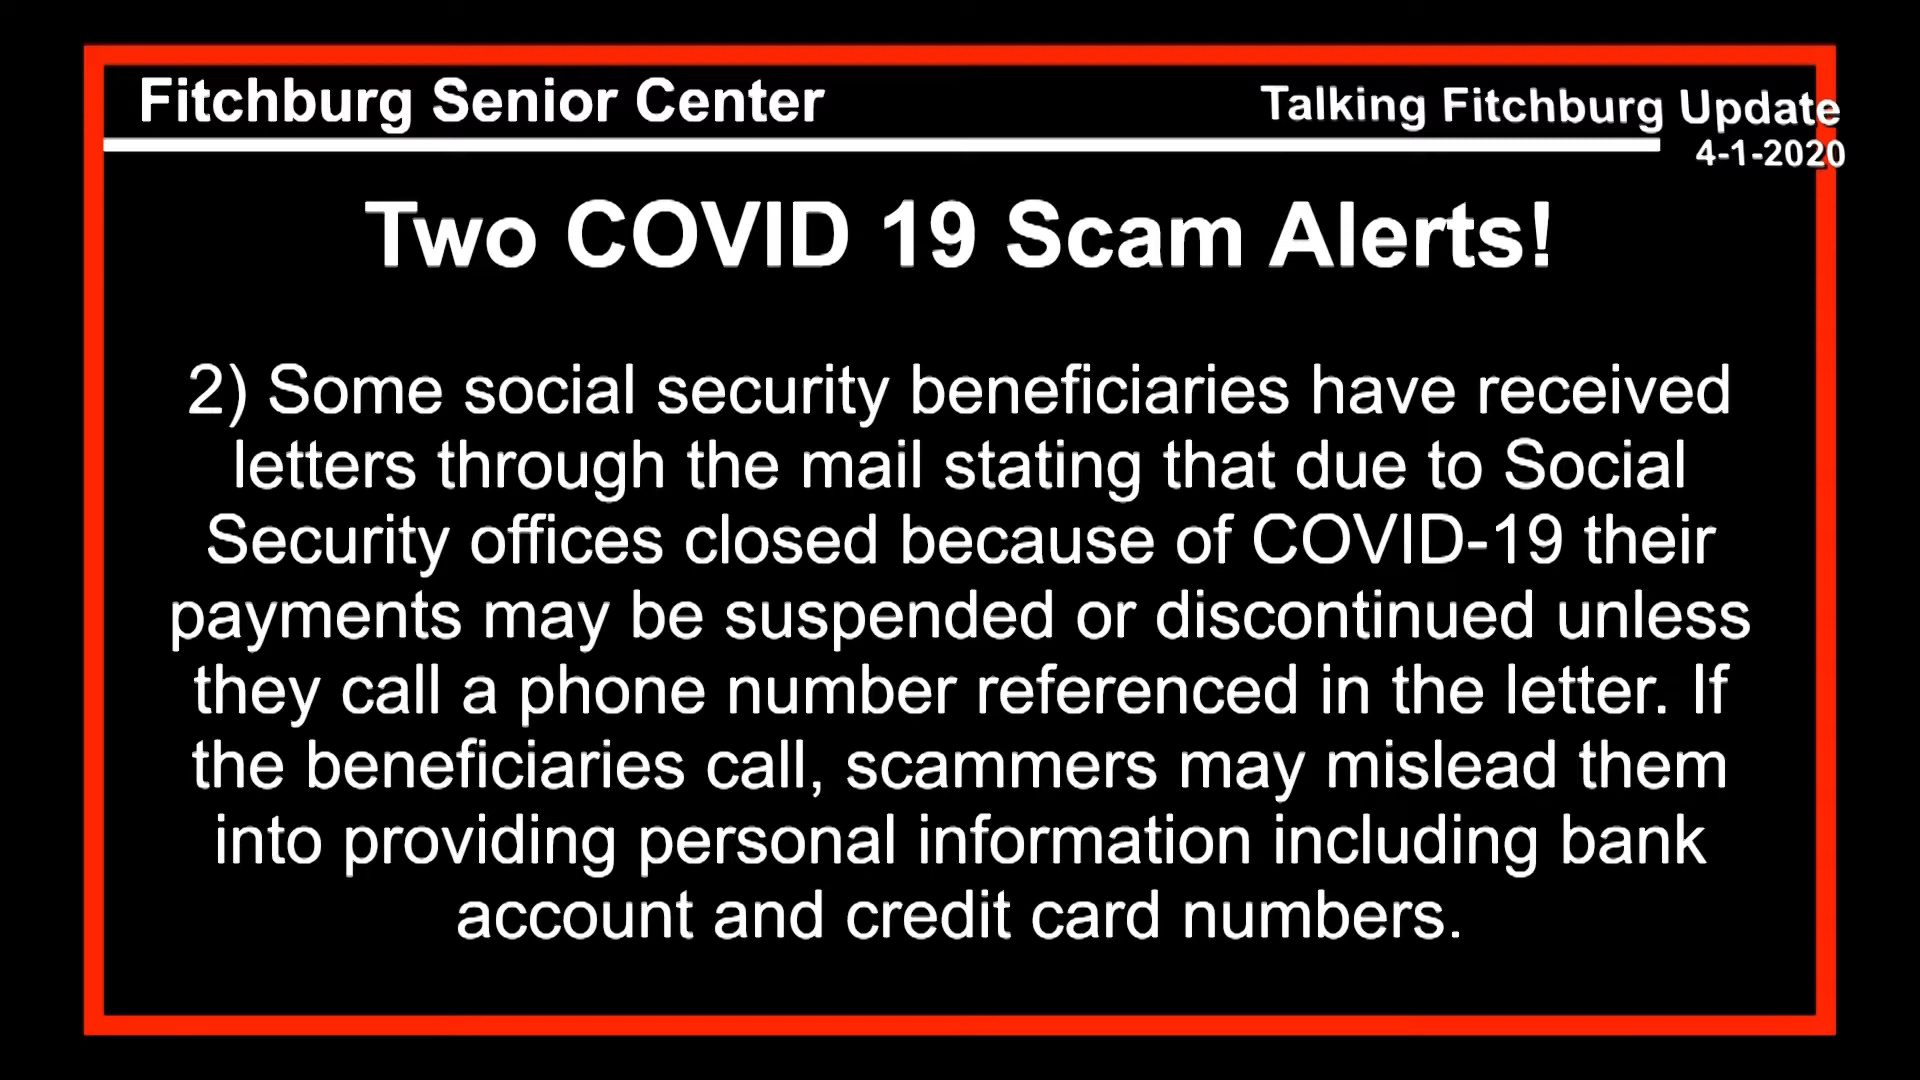 Fitchburg Senior Center
Talking Fitchburg Update
4-1-2020
Two COVID 19 Scam Alerts!
2) Some social security beneficiaries have received
letters through the mail stating that due to Social
Security offices closed because of COVID-19 their
payments may be suspended or discontinued unless
they call a phone number referenced in the letter. If
the beneficiaries call, scammers may mislead them
into providing personal information including bank
account and credit card numbers.